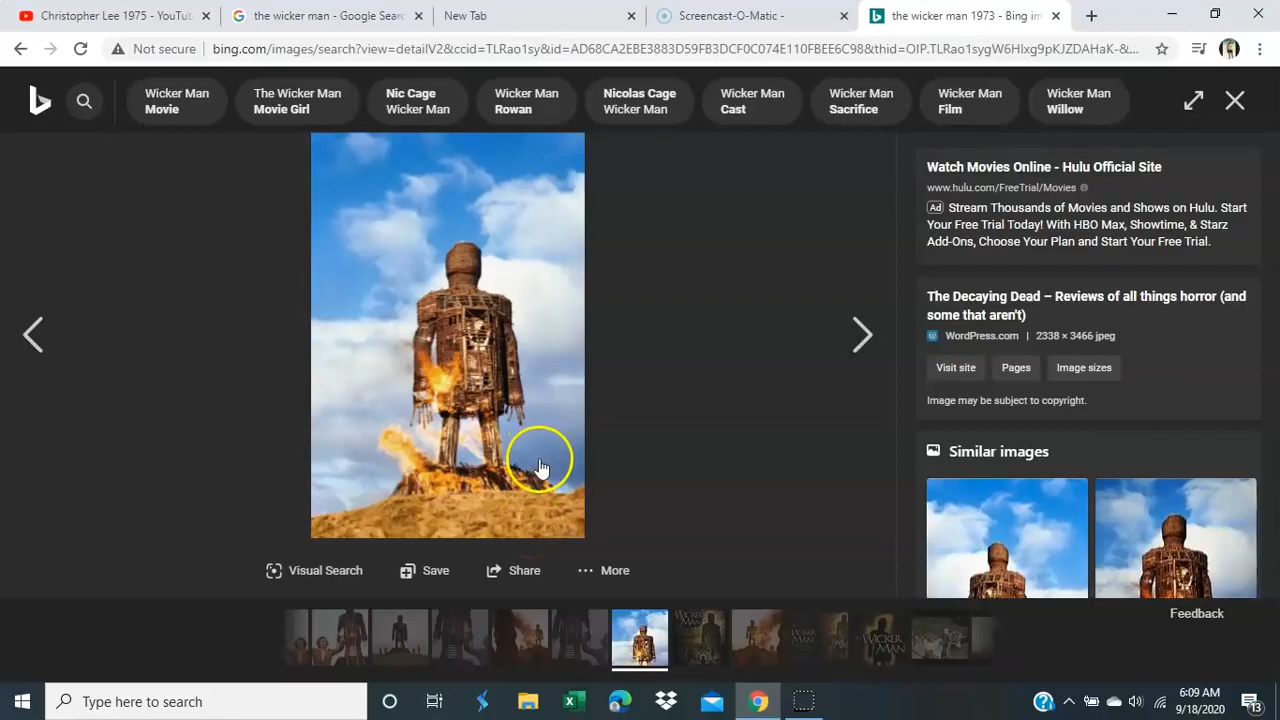 Christopher Lee 1975 - YouTu
the wicker man - Google Searc
New Tab
Screencast-O-Matic -
the wicker man 1973 - Bing im
Not secure
bing.com/images/search?view=detailV2&ccid=TLRao1sy&id=AD68CA2EBE3883D59FB3DCF0C074E110FBEE6C98&thid=OIP.TLRao1sygW6Hlxg9pKJZDAHaK-&...
Wicker Man Movie
The Wicker Man Movie Girl
Nic Cage Wicker Man
Wicker Man Rowan
Nicolas Cage Wicker Man
Wicker Man Cast
Wicker Man Sacrifice
Wicker Man Film
Wicker Man Willow
Watch Movies Online - Hulu Official Site
www.hulu.com/FreeTrial/Movies
Ad Stream Thousands of Movies and Shows on Hulu. Start
Your Free Trial Today! With HBO Max, Showtime, & Starz
Add-Ons, Choose Your Plan and Start Your Free Trial.
The Decaying Dead – Reviews of all things horror (and
some that aren't)
WordPress.com | 2338 × 3466 jpeg
Visit site
Pages
Image sizes
Image may be subject to copyright.
Similar images
Visual Search
Save
Share
More
Feedback
WICKER
MAN
Type here to search
6:09 AM
9/18/2020
13